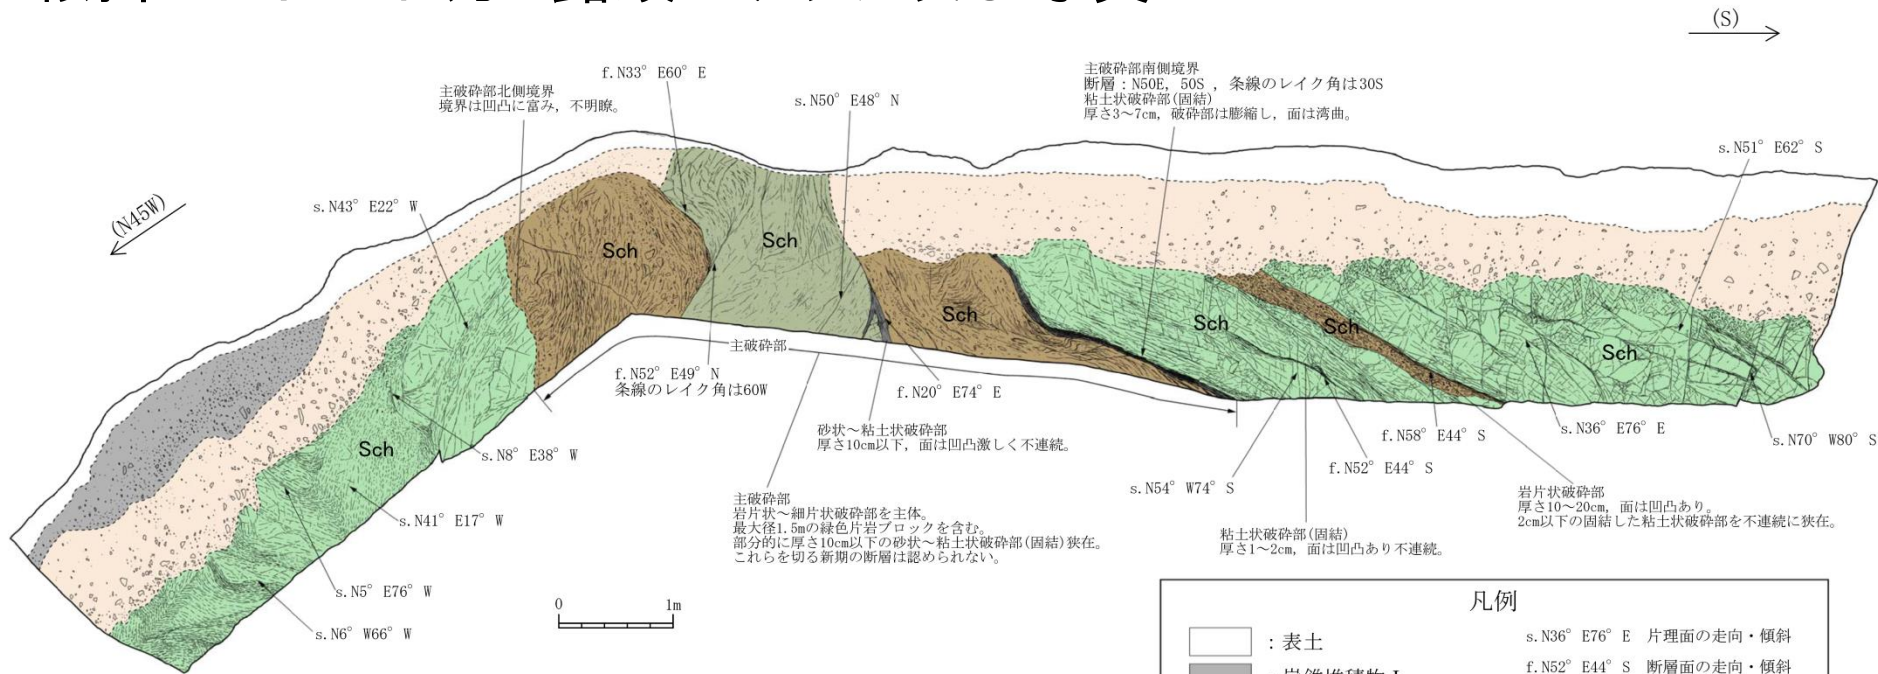 (S)
主破砕部北側境界
境界は凹凸に富み，不明瞭。
f.N33° E60° E
s.N50° E48° N
主破砕部南側境界
断層：N50E, 50S ，条線のレイク角は30S
粘土状破砕部(固結)
厚さ3～7cm，破砕部は膨縮し，面は湾曲。
s.N51° E62° S
(N45W)
s.N43° E22° W
Sch
Sch
Sch
Sch
Sch
Sch
Sch
主破砕部
f.N52° E49° N
条線のレイク角は60W
f.N20° E74° E
砂状～粘土状破砕部
厚さ10cm以下，面は凹凸激しく不連続。
s.N8° E38° W
s.N41° E17° W
s.N5° E76° W
s.N6° W66° W
主破砕部
岩片状～細片状破砕部を主体。
最大径1.5mの緑色片岩ブロックを含む。
部分的に厚さ10cm以下の砂状～粘土状破砕部(固結)狭在。
これらを切る新期の断層は認められない。
s.N54° W74° S
粘土状破砕部(固結)
厚さ1～2cm，面は凹凸あり不連続。
f.N52° E44° S
f.N58° E44° S
s.N36° E76° E
s.N70° W80° S
岩片状破砕部
厚さ10～20cm，面は凹凸あり。
2cm以下の固結した粘土状破砕部を不連続に狭在。
0 1m
凡例
：表土
s.N36° E76° E 片理面の走向・傾斜
f.N52° E44° S 断層面の走向・傾斜